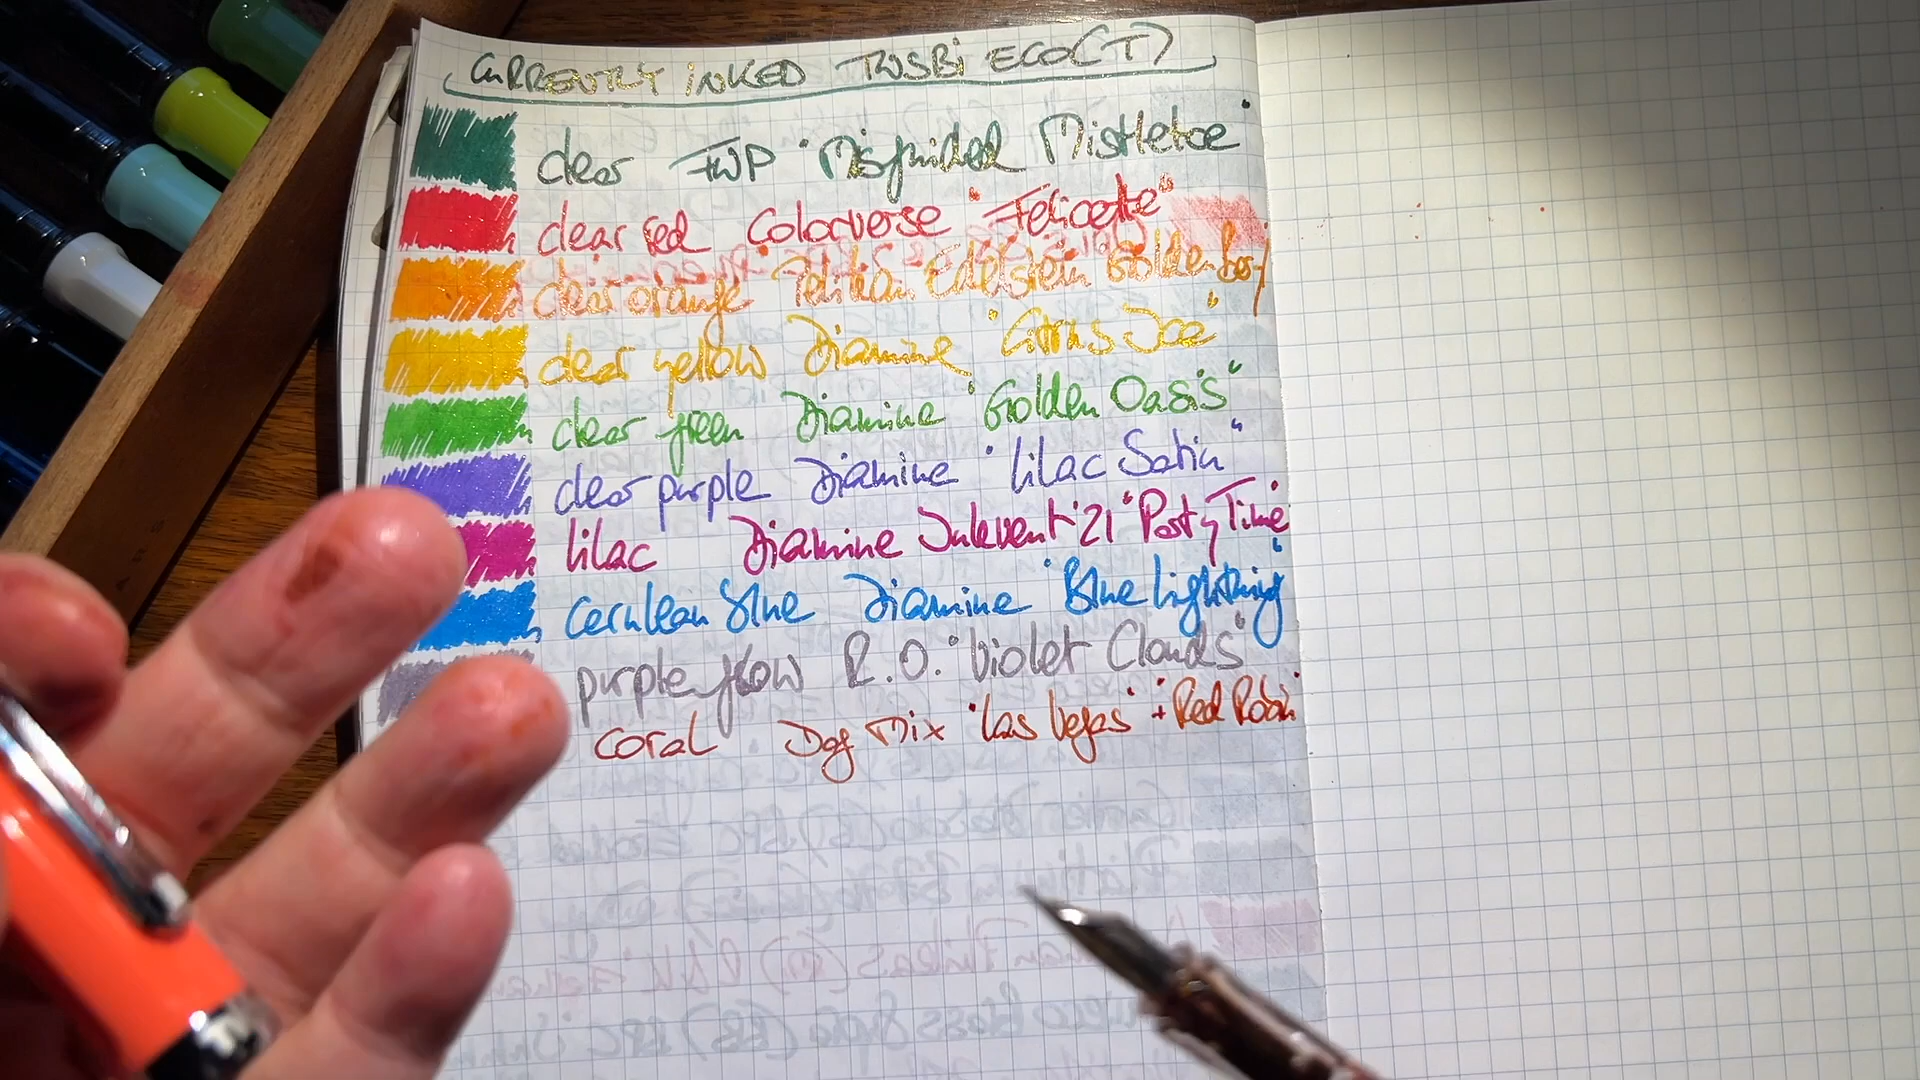 CURRENTLY INKED TWSBI ECO(T)
clear FWP "Misguided Mistletoe"
clear red Colorverse "Felicette"
clear orange Pelikan Edelstein Golden Beryl
clear yellow Diamine "Citrus Ice"
clear green Diamine "Golden Oasis"
clear purple Diamine "Lilac Satin"
lilac Diamine Inkvent '21 "Party Time"
cerulean blue Diamine "Blue Lightning"
purple glow R.O. "Violet Clouds"
coral Dog Mix "Las Vegas" + "Red Robin"